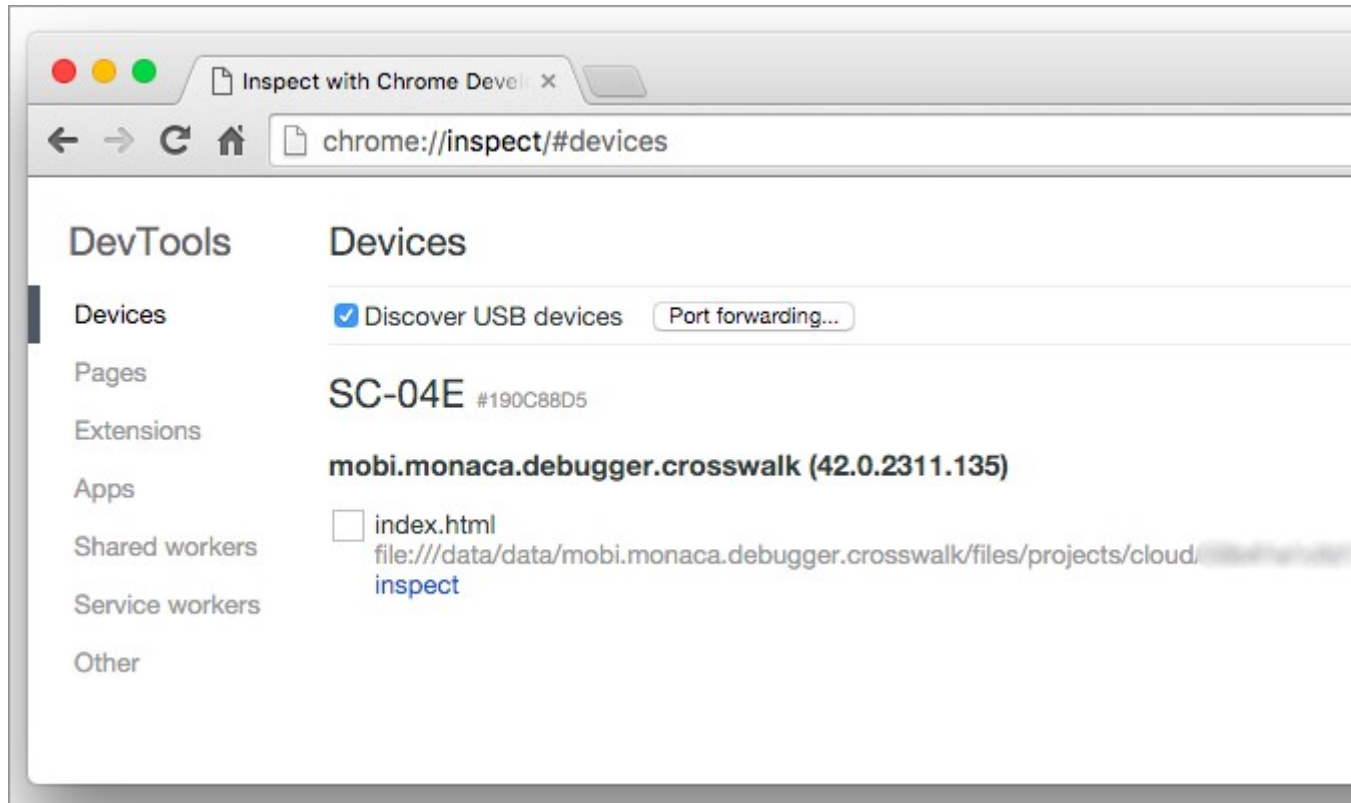 Inspect with Chrome Devel
chrome://inspect/#devices
DevTools
Devices
Pages
Extensions
Apps
Shared workers
Service workers
Other
Devices
Discover USB devices Port forwarding...
SC-04E #190C88D5
mobi.monaca.debugger.crosswalk (42.0.2311.135)
index.html
file:///data/data/mobi.monaca.debugger.crosswalk/files/projects/cloud/
inspect